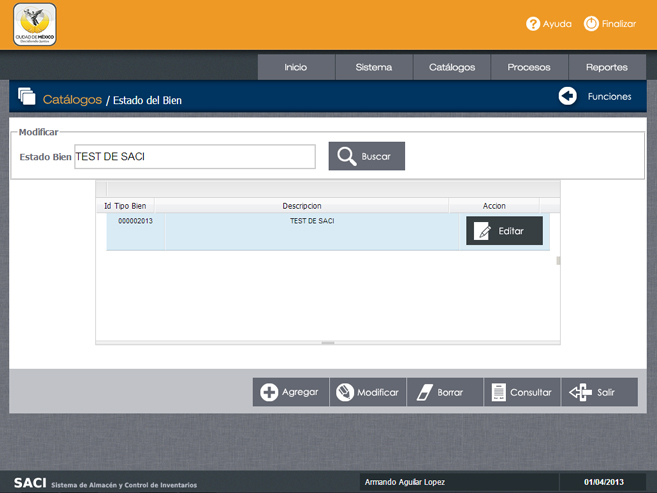 CIUDAD DE MÉXICO
Ayuda
Finalizar
Inicio
Sistema
Catálogos
Procesos
Reportes
Catálogos / Estado del Bien
Funciones
Modificar
Estado Bien
TEST DE SACI
Buscar
Id Tipo Bien
Descripcion
Accion
000002013
TEST DE SACI
Editar
Agregar
Modificar
Borrar
Consultar
Salir
SACI Sistema de Almacén y Control de Inventarios
Armando Aguilar Lopez
01/04/2013